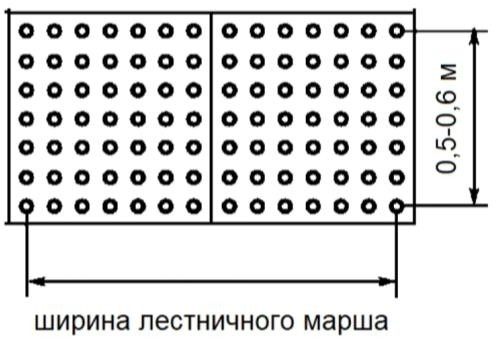 0,5-0,6 м
ширина лестничного марша